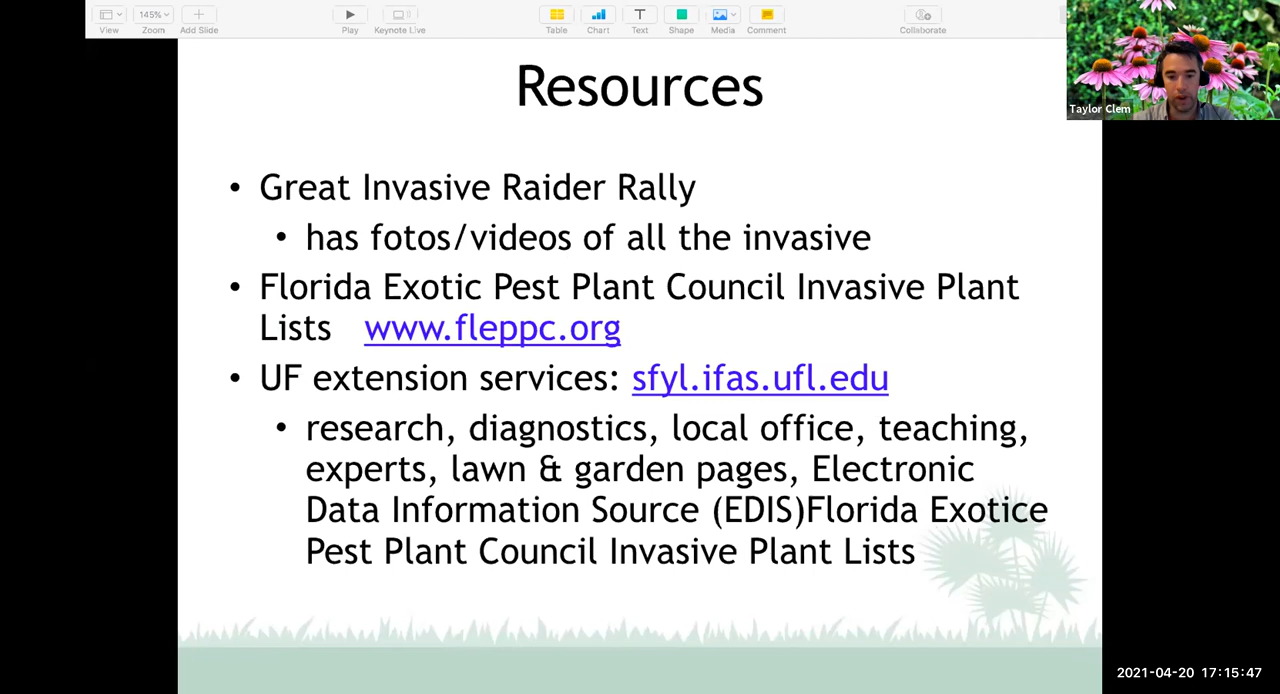 145%
View
Zoom
Add Slide
Play
Keynote Live
Table
Chart
Text
Shape
Media
Comment
Collaborate
Taylor Clem
Resources
• Great Invasive Raider Rally
• has fotos/videos of all the invasive
• Florida Exotic Pest Plant Council Invasive Plant
Lists www.fleppc.org
• UF extension services: sfyl.ifas.ufl.edu
• research, diagnostics, local office, teaching,
experts, lawn & garden pages, Electronic
Data Information Source (EDIS)Florida Exotice
Pest Plant Council Invasive Plant Lists
2021-04-20 17:15:47